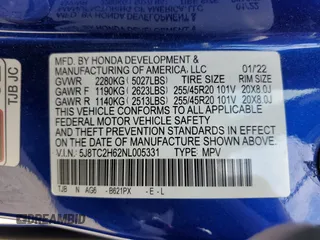 MFD. BY HONDA DEVELOPMENT &
MANUFACTURING OF AMERICA, LLC 01/22
GVWR 2280KG (5027LBS) TIRE SIZE RIM SIZE
GAWR F 1190KG (2623LBS) 255/45R20 101V 20X8.0J
GAWR R 1140KG (2513LBS) 255/45R20 101V 20X8.0J
THIS VEHICLE CONFORMS TO ALL APPLICABLE
FEDERAL MOTOR VEHICLE SAFETY
AND THEFT PREVENTION STANDARDS IN EFFECT
ON THE DATE OF MANUFACTURE SHOWN ABOVE.
V.I.N: 5J8TC2H62NL005331 TYPE: MPV
TJB N AG6 - B621PX - E - L
TJB JC
01/22
DREAMBID